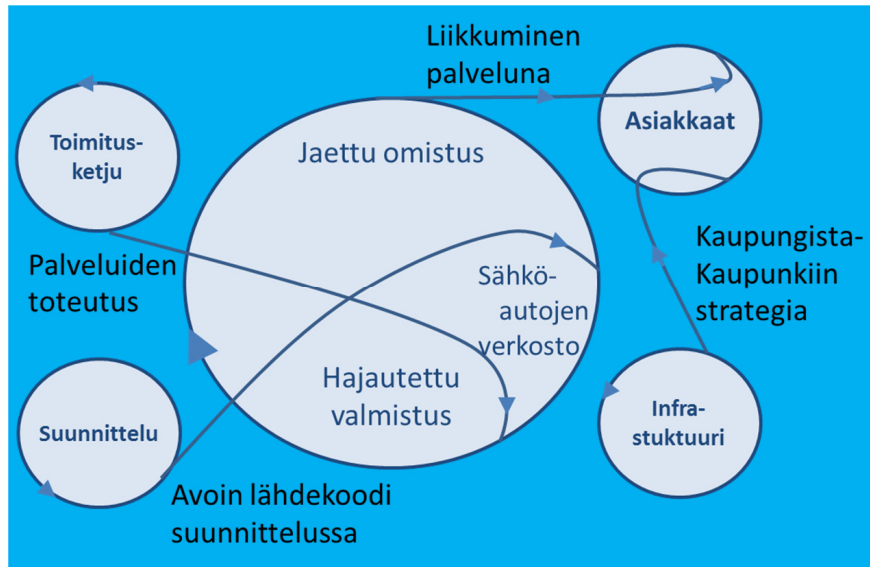 Liikkuminen
palveluna
Toimitus-
ketju
Asiakkaat
Jaettu omistus
Palveluiden
toteutus
Kaupungista-
Kaupunkiin
strategia
Sähkö-
autojen
verkosto
Hajautettu
valmistus
Suunnittelu
Infra-
stuktuuri
Avoin lähdekoodi
suunnittelussa